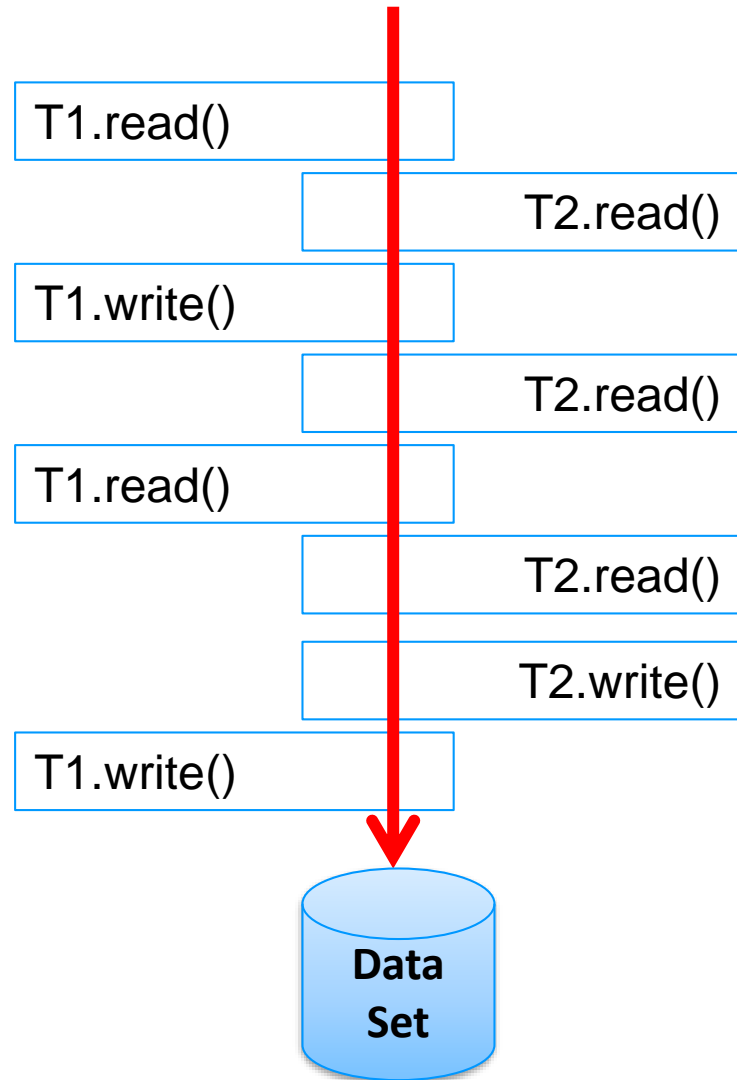 T1.read()
T2.read()
T1.write()
T2.read()
T1.read()
T2.read()
T2.write()
T1.write()
Data
Set